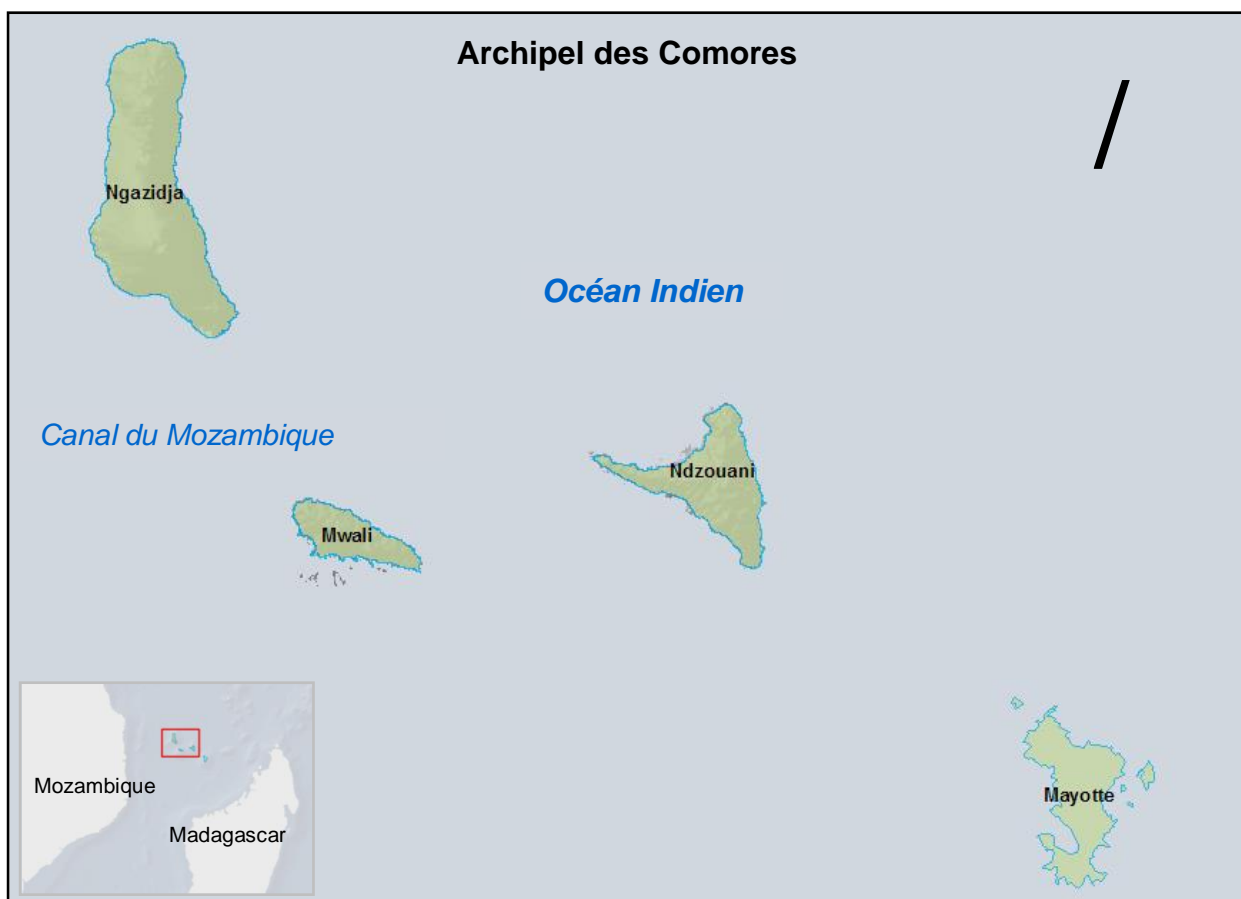 Archipel des Comores
/
Ngazidja
Océan Indien
Canal du Mozambique
Ndzouani
Mwali
Mozambique
Madagascar
Mayotte